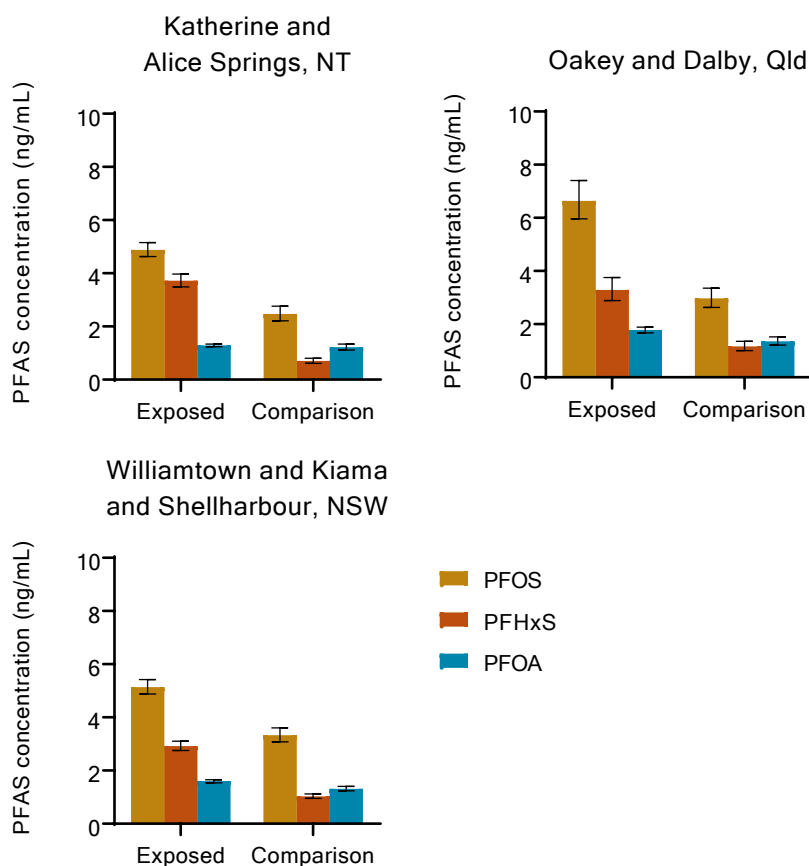 Katherine and
Alice Springs, NT
PFAS concentration (ng/mL)
10
8
6
4
2
0
Exposed Comparison
Oakey and Dalby, Qld
PFAS concentration (ng/mL)
10
8
6
4
2
0
Exposed Comparison
Williamtown and Kiama
and Shellharbour, NSW
PFAS concentration (ng/mL)
10
8
6
4
2
0
Exposed Comparison
PFOS
PFHxS
PFOA